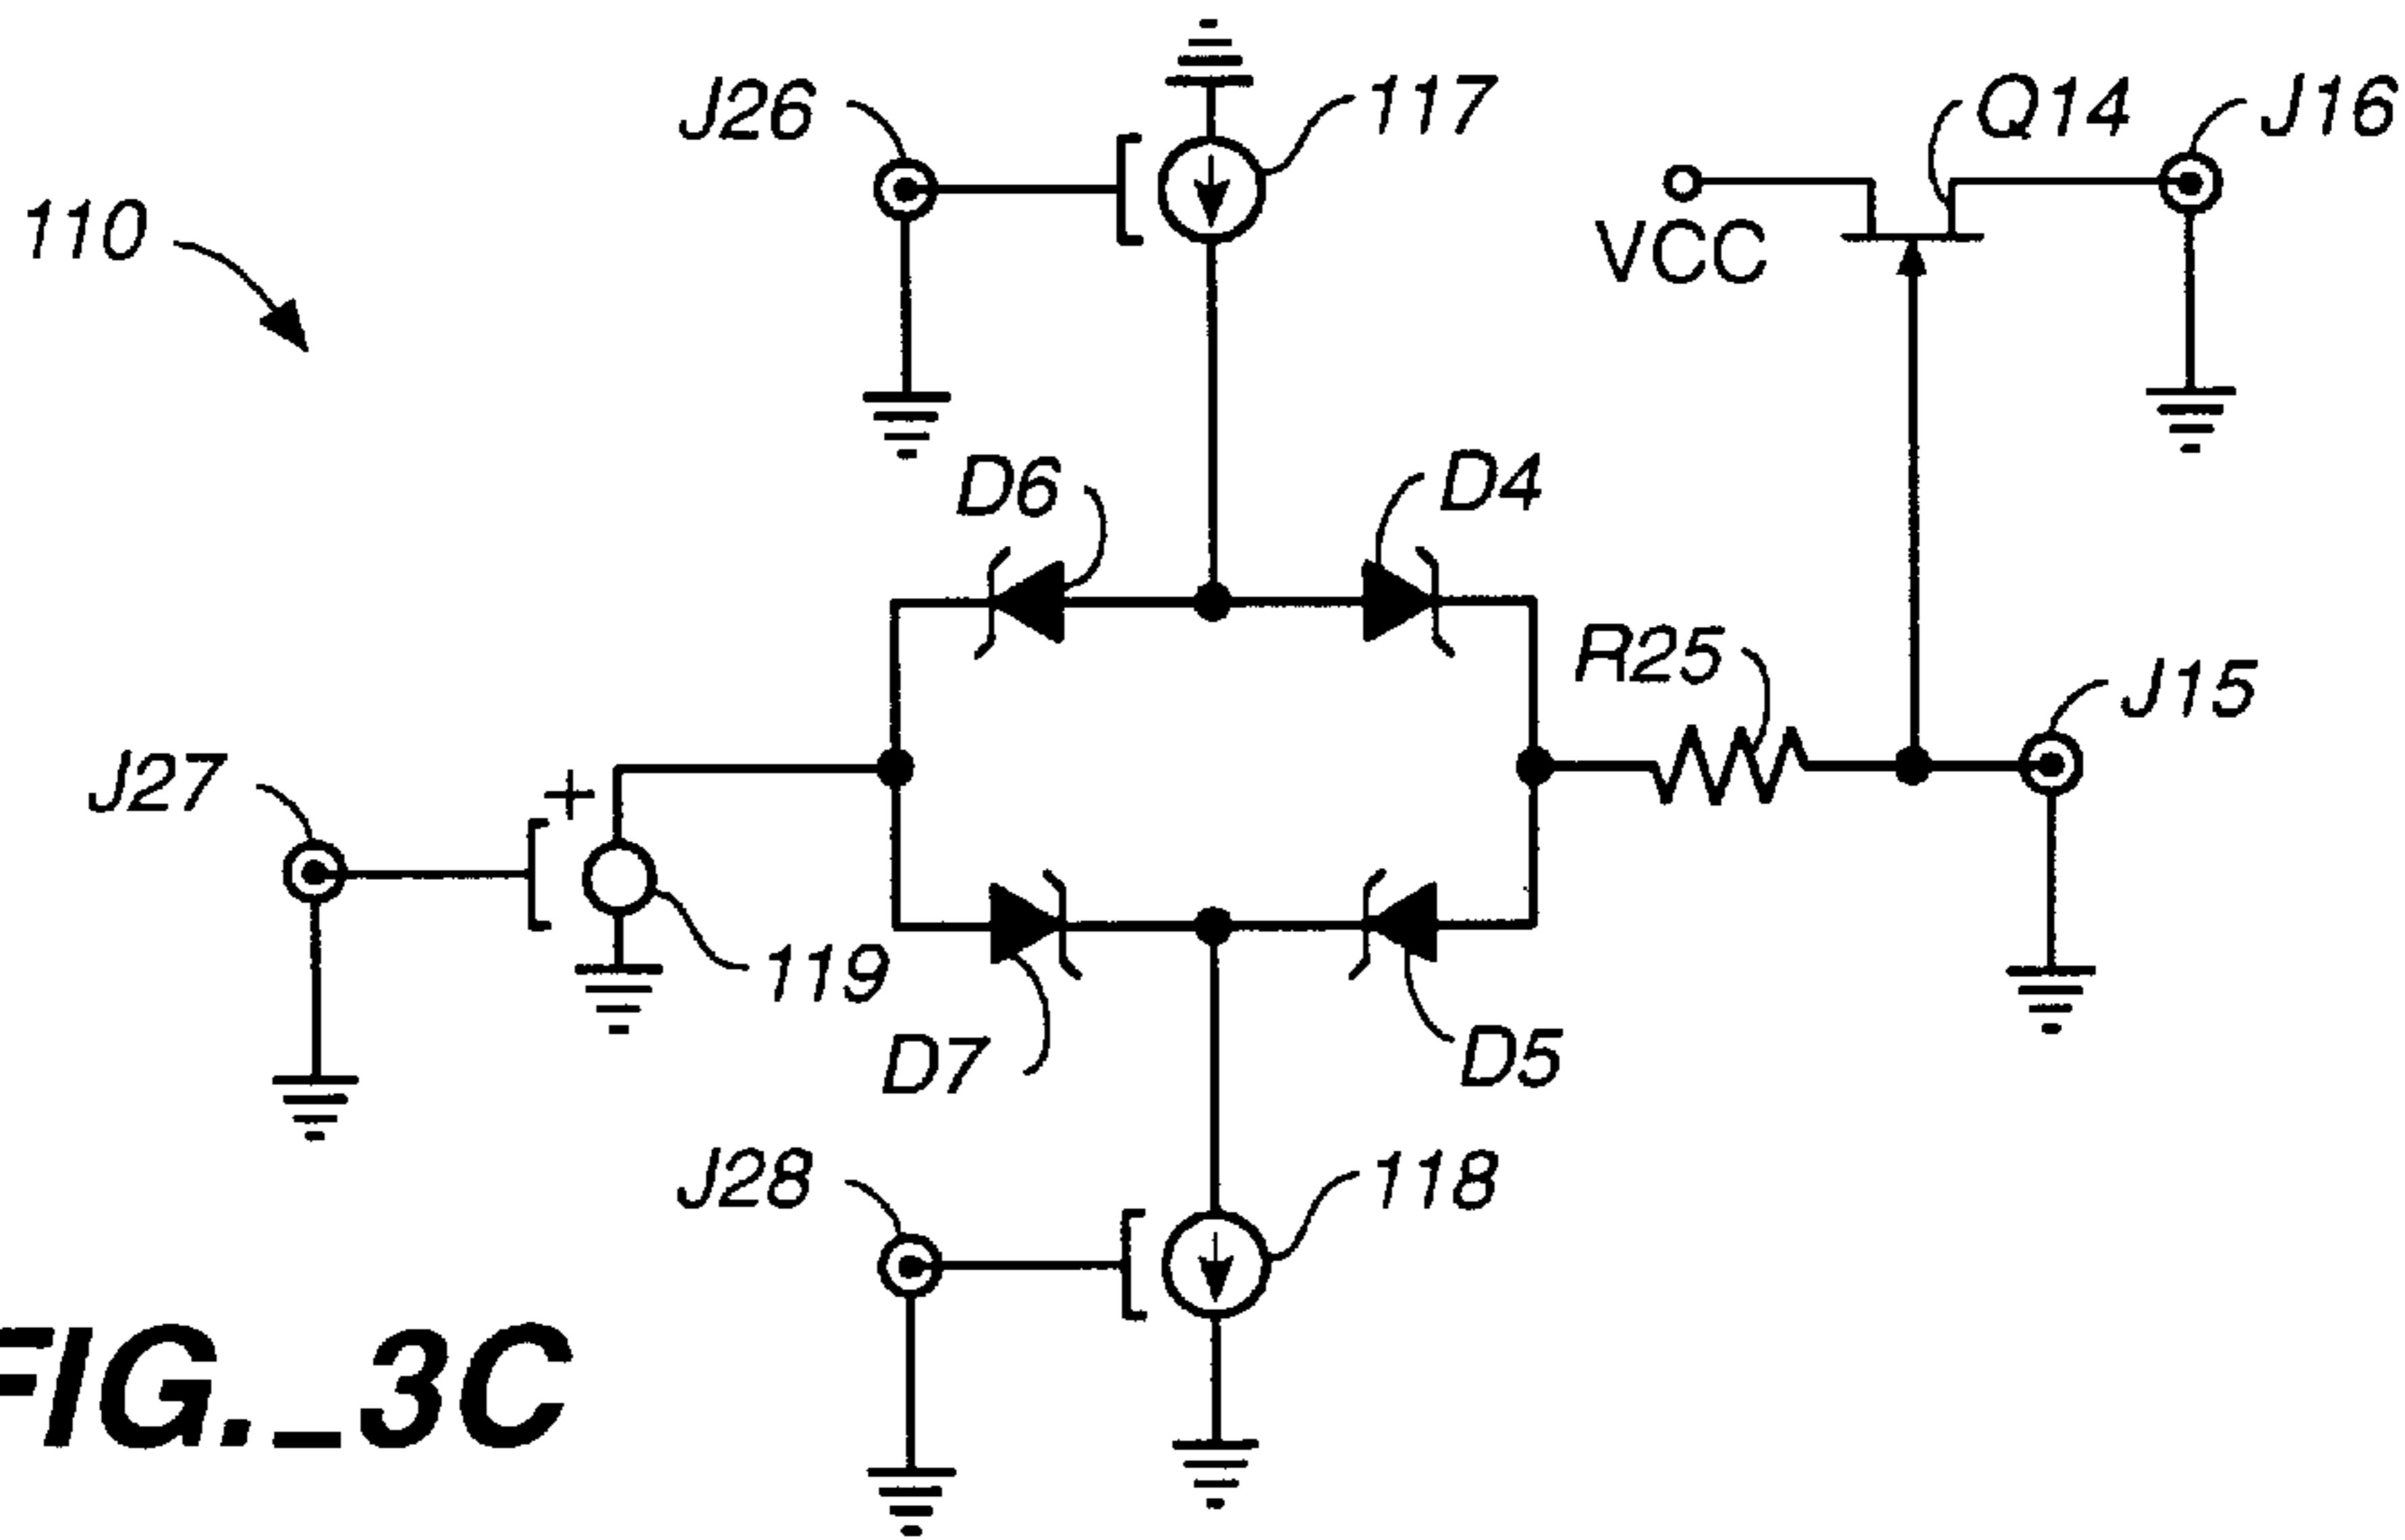 J26
117
Q14
J16
110
VCC
D6
D4
R25
J15
J27
+
119
D7
D5
J28
118
FIG._3C